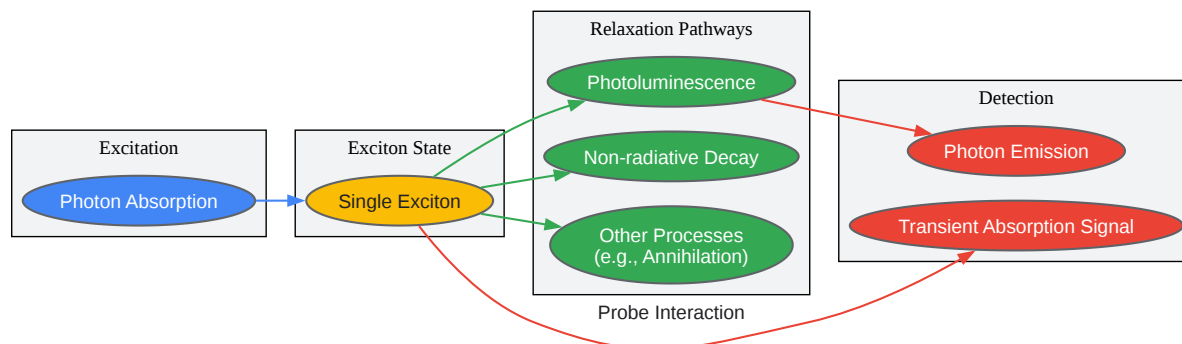 Excitation
Photon Absorption
Exciton State
Single Exciton
Relaxation Pathways
Photoluminescence
Non-radiative Decay
Other Processes
(e.g., Annihilation)
Probe Interaction
Detection
Photon Emission
Transient Absorption Signal